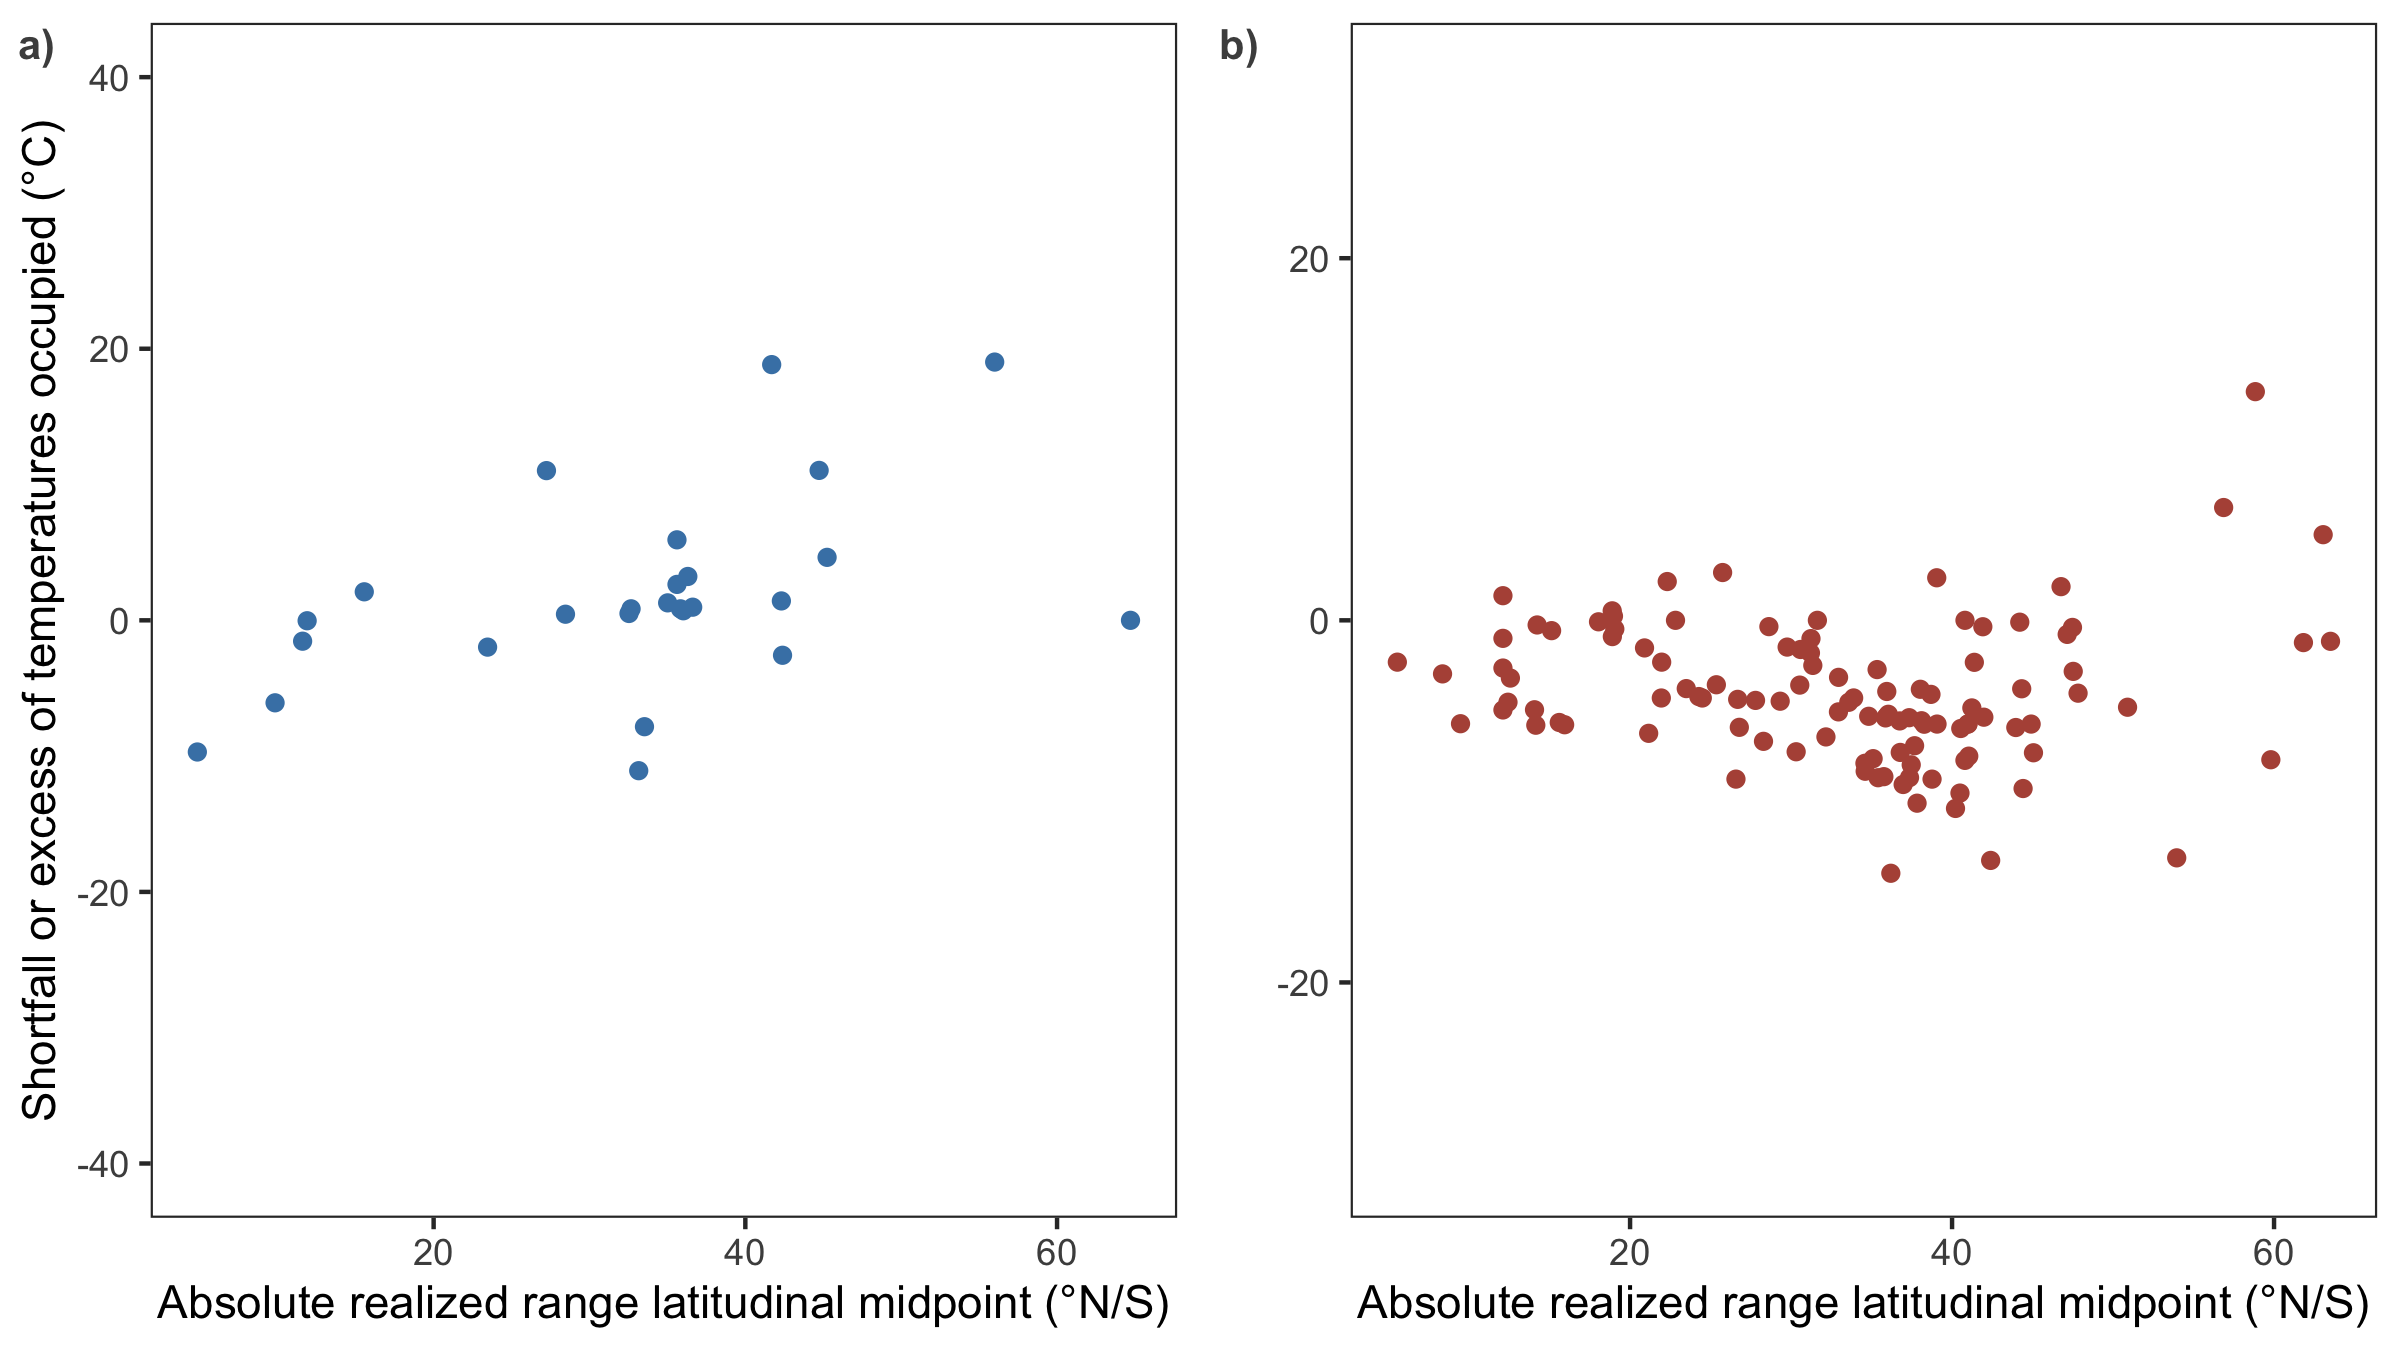 a)
Shortfall or excess of temperatures occupied (°C)
40
20
0
-20
-40
20 40 60
Absolute realized range latitudinal midpoint (°N/S)
b)
20
0
-20
20 40 60
Absolute realized range latitudinal midpoint (°N/S)